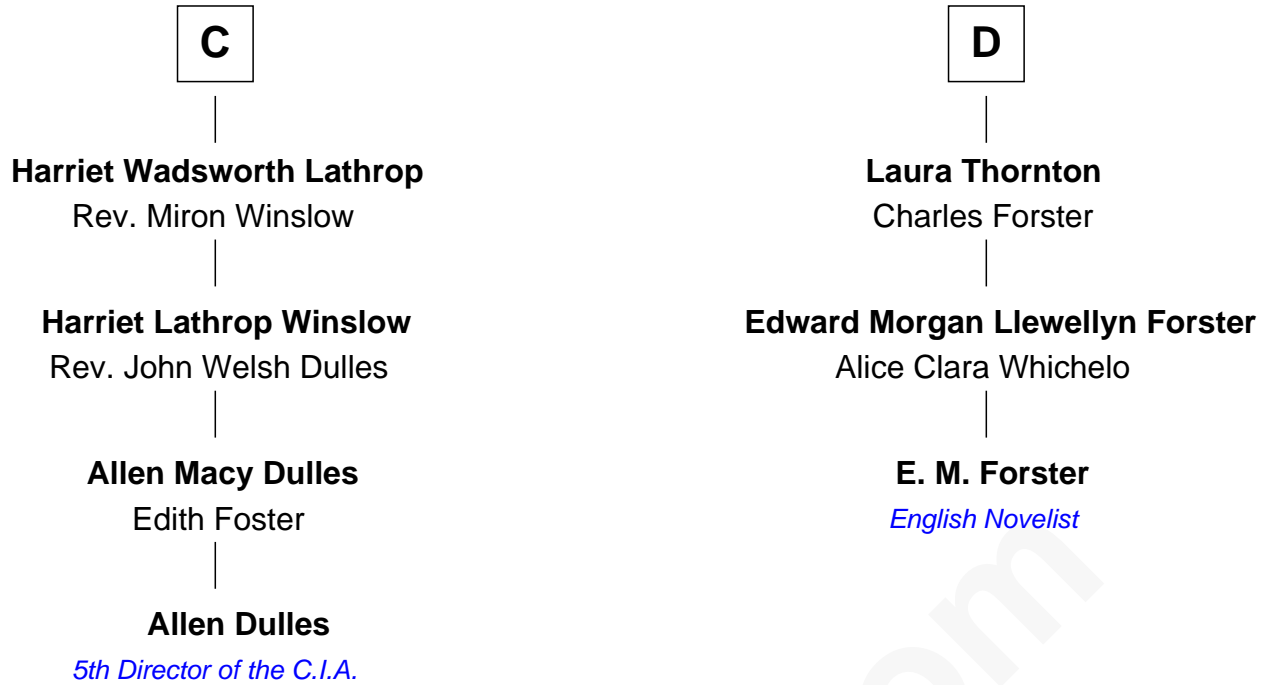 C
Harriet Wadsworth Lathrop
Rev. Miron Winslow
Harriet Lathrop Winslow
Rev. John Welsh Dulles
Allen Macy Dulles
Edith Foster
Allen Dulles
5th Director of the C.I.A.
D
Laura Thornton
Charles Forster
Edward Morgan Llewellyn Forster
Alice Clara Whichelo
E. M. Forster
English Novelist
om